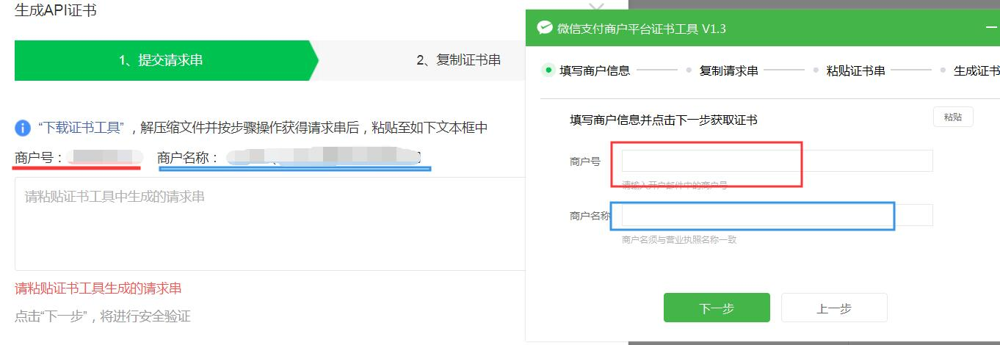 生成API证书
1、提交请求串
2、复制证书串
“下载证书工具”，解压缩文件并按步骤操作获得请求串后，粘贴至如下文本框中
商户号：
商户名称：
请粘贴证书工具中生成的请求串
请粘贴证书工具生成的请求串
点击“下一步”，将进行安全验证
微信支付商户平台证书工具 V1.3
填写商户信息
复制请求串
粘贴证书串
生成证书
填写商户信息并点击下一步获取证书
粘贴
商户号
请输入开户邮件中的商户号
商户名称
商户名须与营业执照名称一致
下一步
上一步